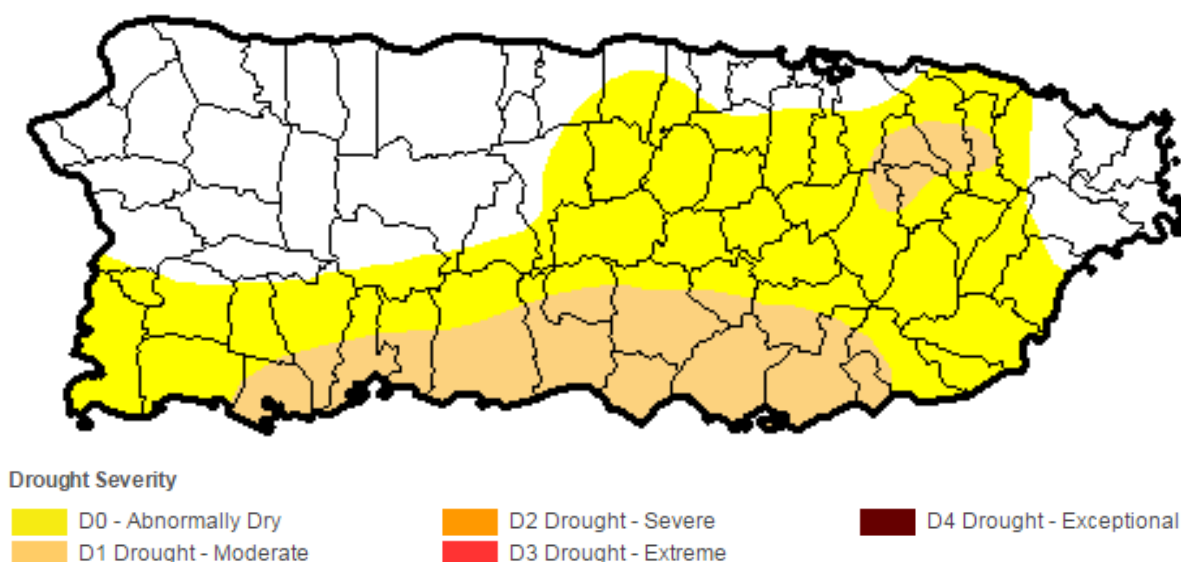 Drought Severity
D0 - Abnormally Dry
D1 Drought - Moderate
D2 Drought - Severe
D3 Drought - Extreme
D4 Drought - Exceptional